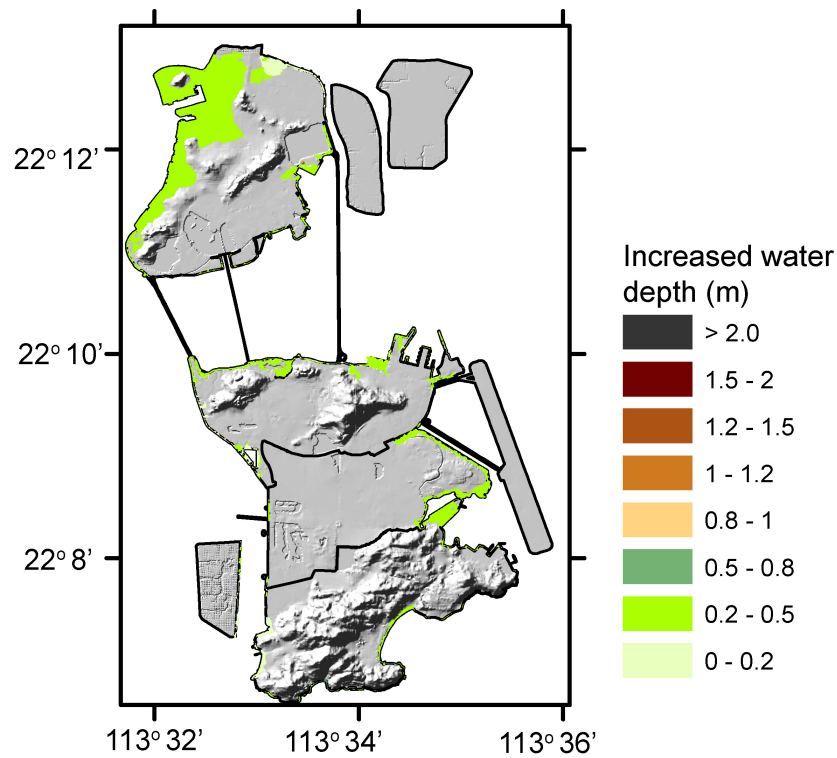 22° 12’
22° 10’
22° 8’
113° 32’
113° 34’
113° 36’
Increased water
depth (m)
> 2.0
1.5 - 2
1.2 - 1.5
1 - 1.2
0.8 - 1
0.5 - 0.8
0.2 - 0.5
0 - 0.2